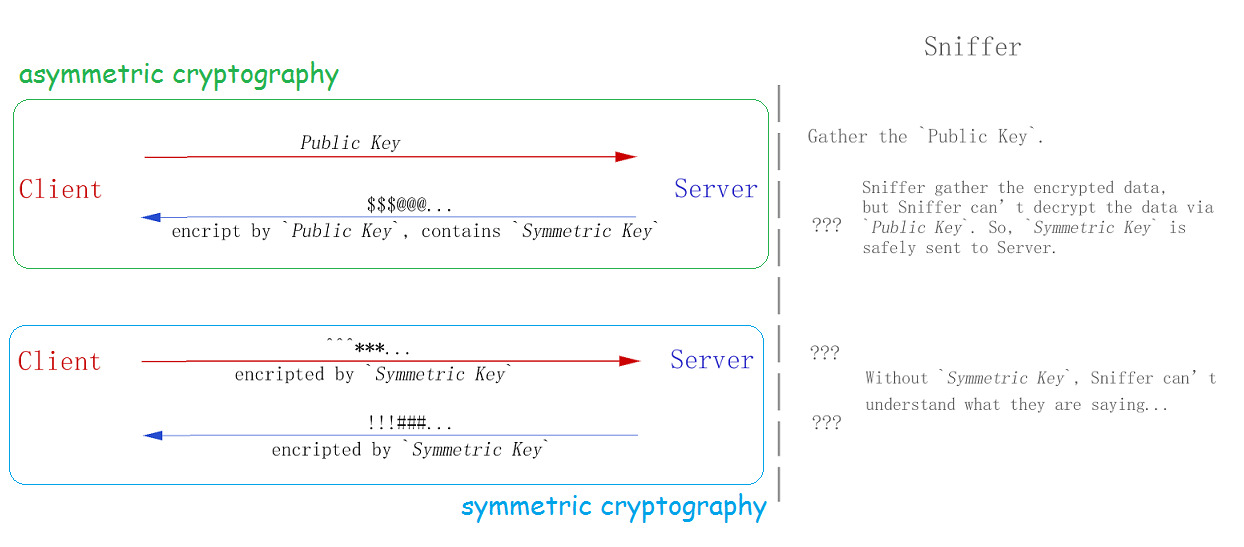 Sniffer
asymmetric cryptography
Public Key
Gather the `Public Key`.
Client
Server
$$$@@@...
encript by `Public Key`, contains `Symmetric Key`
???
Sniffer gather the encrypted data,
but Sniffer can't decrypt the data via
`Public Key`. So, `Symmetric Key` is
safely sent to Server.
Client
^^^***...
Server
encripted by `Symmetric Key`
???
Without `Symmetric Key`, Sniffer can't
understand what they are saying...
!!!###...
encripted by `Symmetric Key`
???
symmetric cryptography